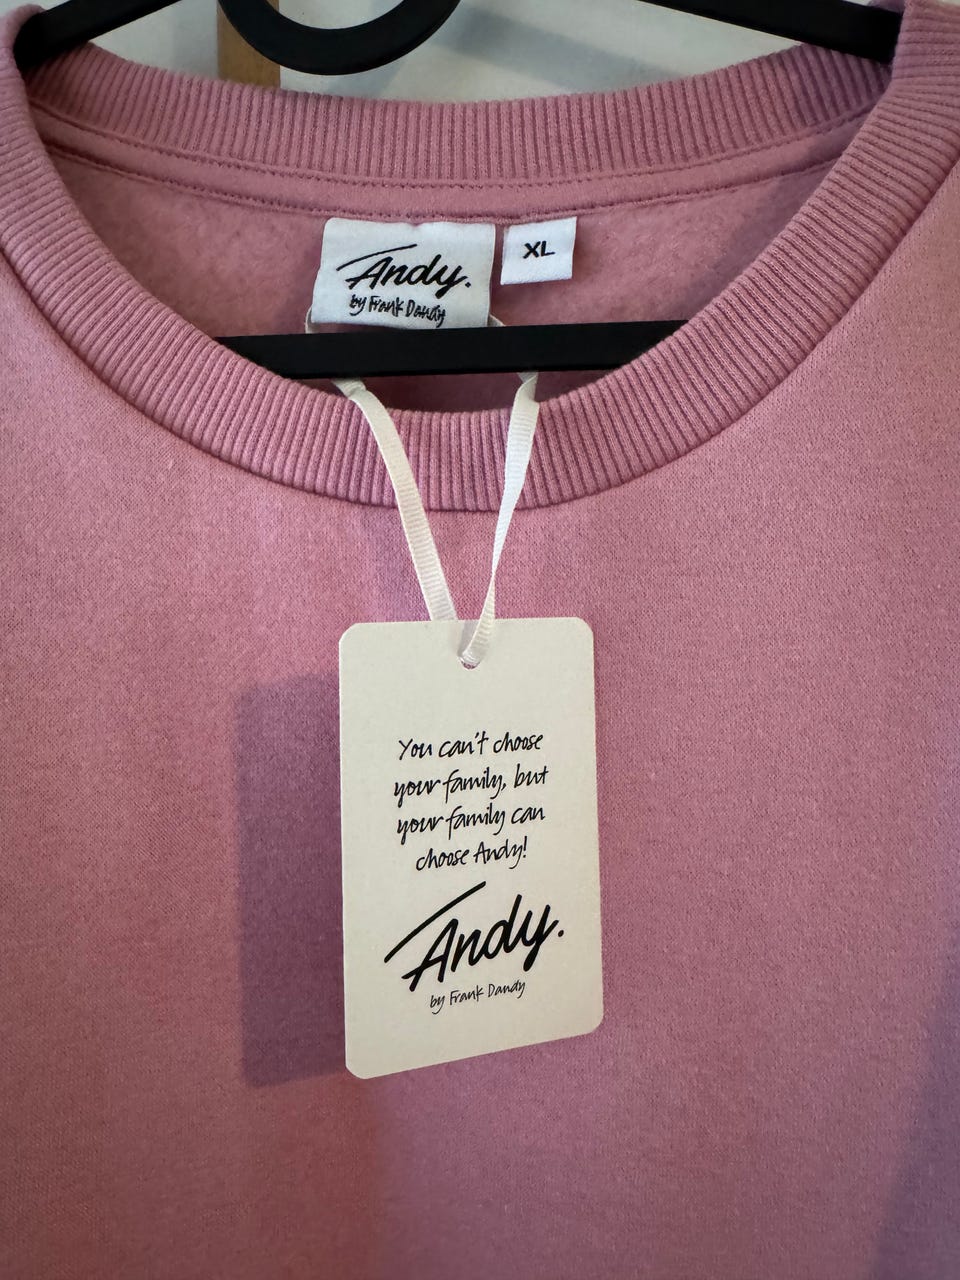 Andy.
by Frank Dandy
XL
You can't choose
your family, but
your family can
choose Andy!
Andy.
by Frank Dandy